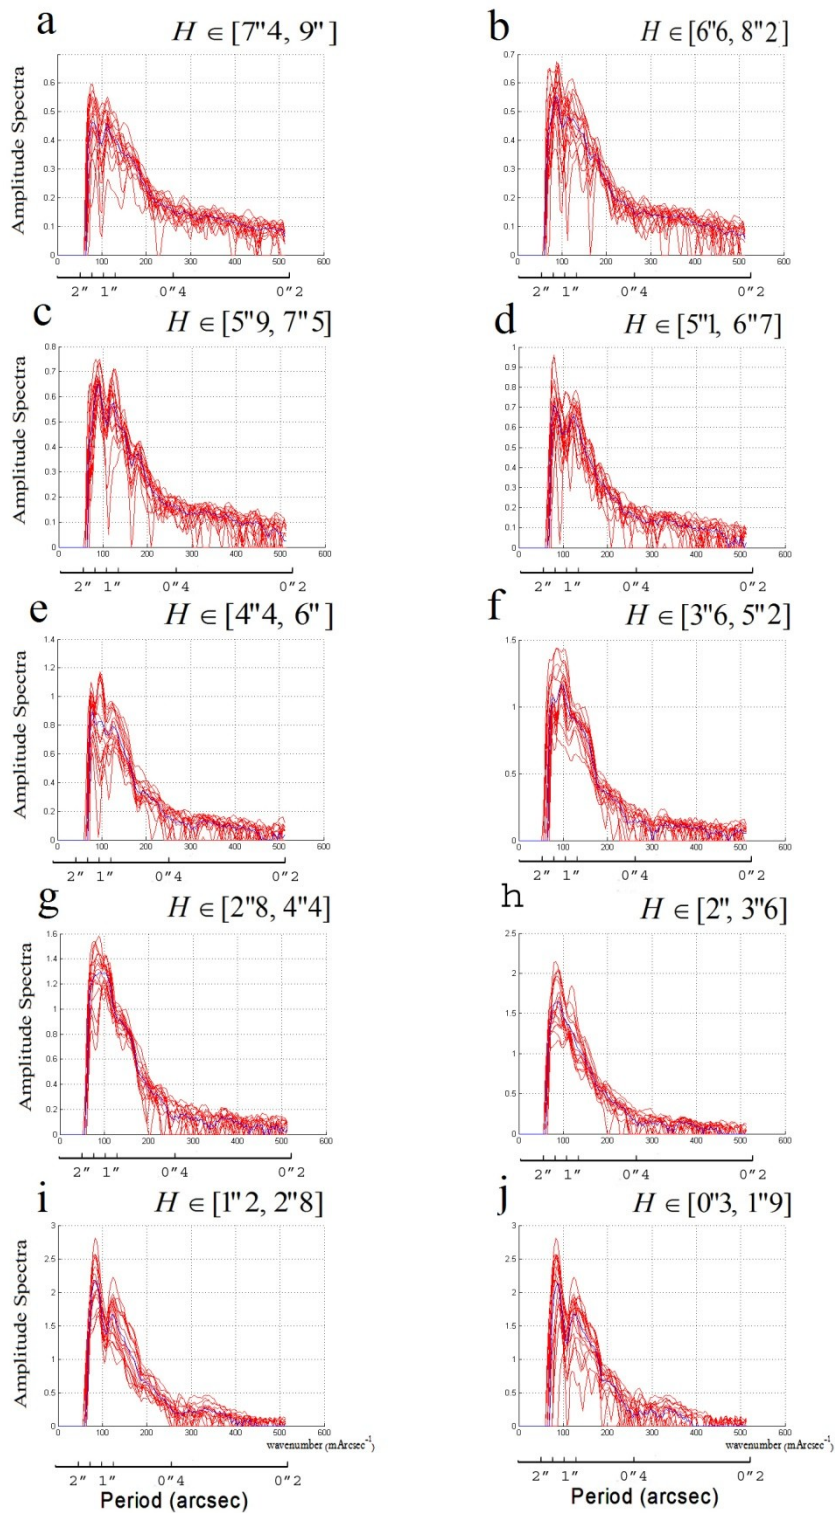 a H ∈ [7"4, 9"]
b H ∈ [6"6, 8"2]
Amplitude Spectra
0.7
0.6
0.5
0.4
0.3
0.2
0.1
0
0 100 200 300 400 500 600
2" 1" 0"4 0"2
0.7
0.6
0.5
0.4
0.3
0.2
0.1
0
0 100 200 300 400 500 600
2" 1" 0"4 0"2
c H ∈ [5"9, 7"5]
d H ∈ [5"1, 6"7]
Amplitude Spectra
0.8
0.7
0.6
0.5
0.4
0.3
0.2
0.1
0
0 100 200 300 400 500 600
2" 1" 0"4 0"2
1
0.9
0.8
0.7
0.6
0.5
0.4
0.3
0.2
0.1
0
0 100 200 300 400 500 600
2" 1" 0"4 0"2
e H ∈ [4"4, 6"]
f H ∈ [3"6, 5"2]
Amplitude Spectra
1.4
1.2
1
0.8
0.6
0.4
0.2
0
0 100 200 300 400 500 600
2" 1" 0"4 0"2
1.5
1
0.5
0
0 100 200 300 400 500 600
2" 1" 0"4 0"2
g H ∈ [2"8, 4"4]
h H ∈ [2", 3"6]
Amplitude Spectra
1.6
1.4
1.2
1
0.8
0.6
0.4
0.2
0
0 100 200 300 400 500 600
2" 1" 0"4 0"2
2.5
2
1.5
1
0.5
0
0 100 200 300 400 500 600
2" 1" 0"4 0"2
i H ∈ [1"2, 2"8]
j H ∈ [0"3, 1"9]
Amplitude Spectra
3
2.5
2
1.5
1
0.5
0
0 100 200 300 400 500 600
wavenumber (mArcsec⁻¹)
2" 1" 0"4 0"2
Period (arcsec)
3
2.5
2
1.5
1
0.5
0
0 100 200 300 400 500 600
wavenumber (mArcsec⁻¹)
2" 1" 0"4 0"2
Period (arcsec)